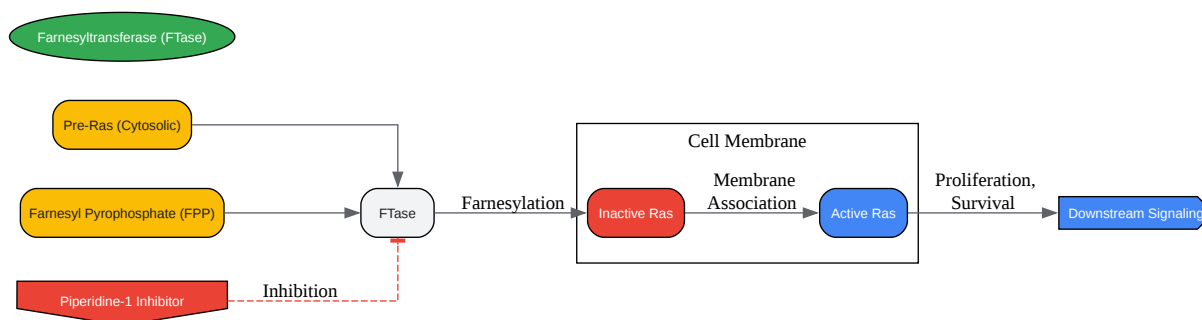 Farnesyltransferase (FTase)
Pre-Ras (Cytosolic)
Cell Membrane
Farnesyl Pyrophosphate (FPP)
FTase
Farnesylation
Inactive Ras
Membrane
Association
Active Ras
Proliferation,
Survival
Downstream Signaling
Piperidine-1 Inhibitor
Inhibition